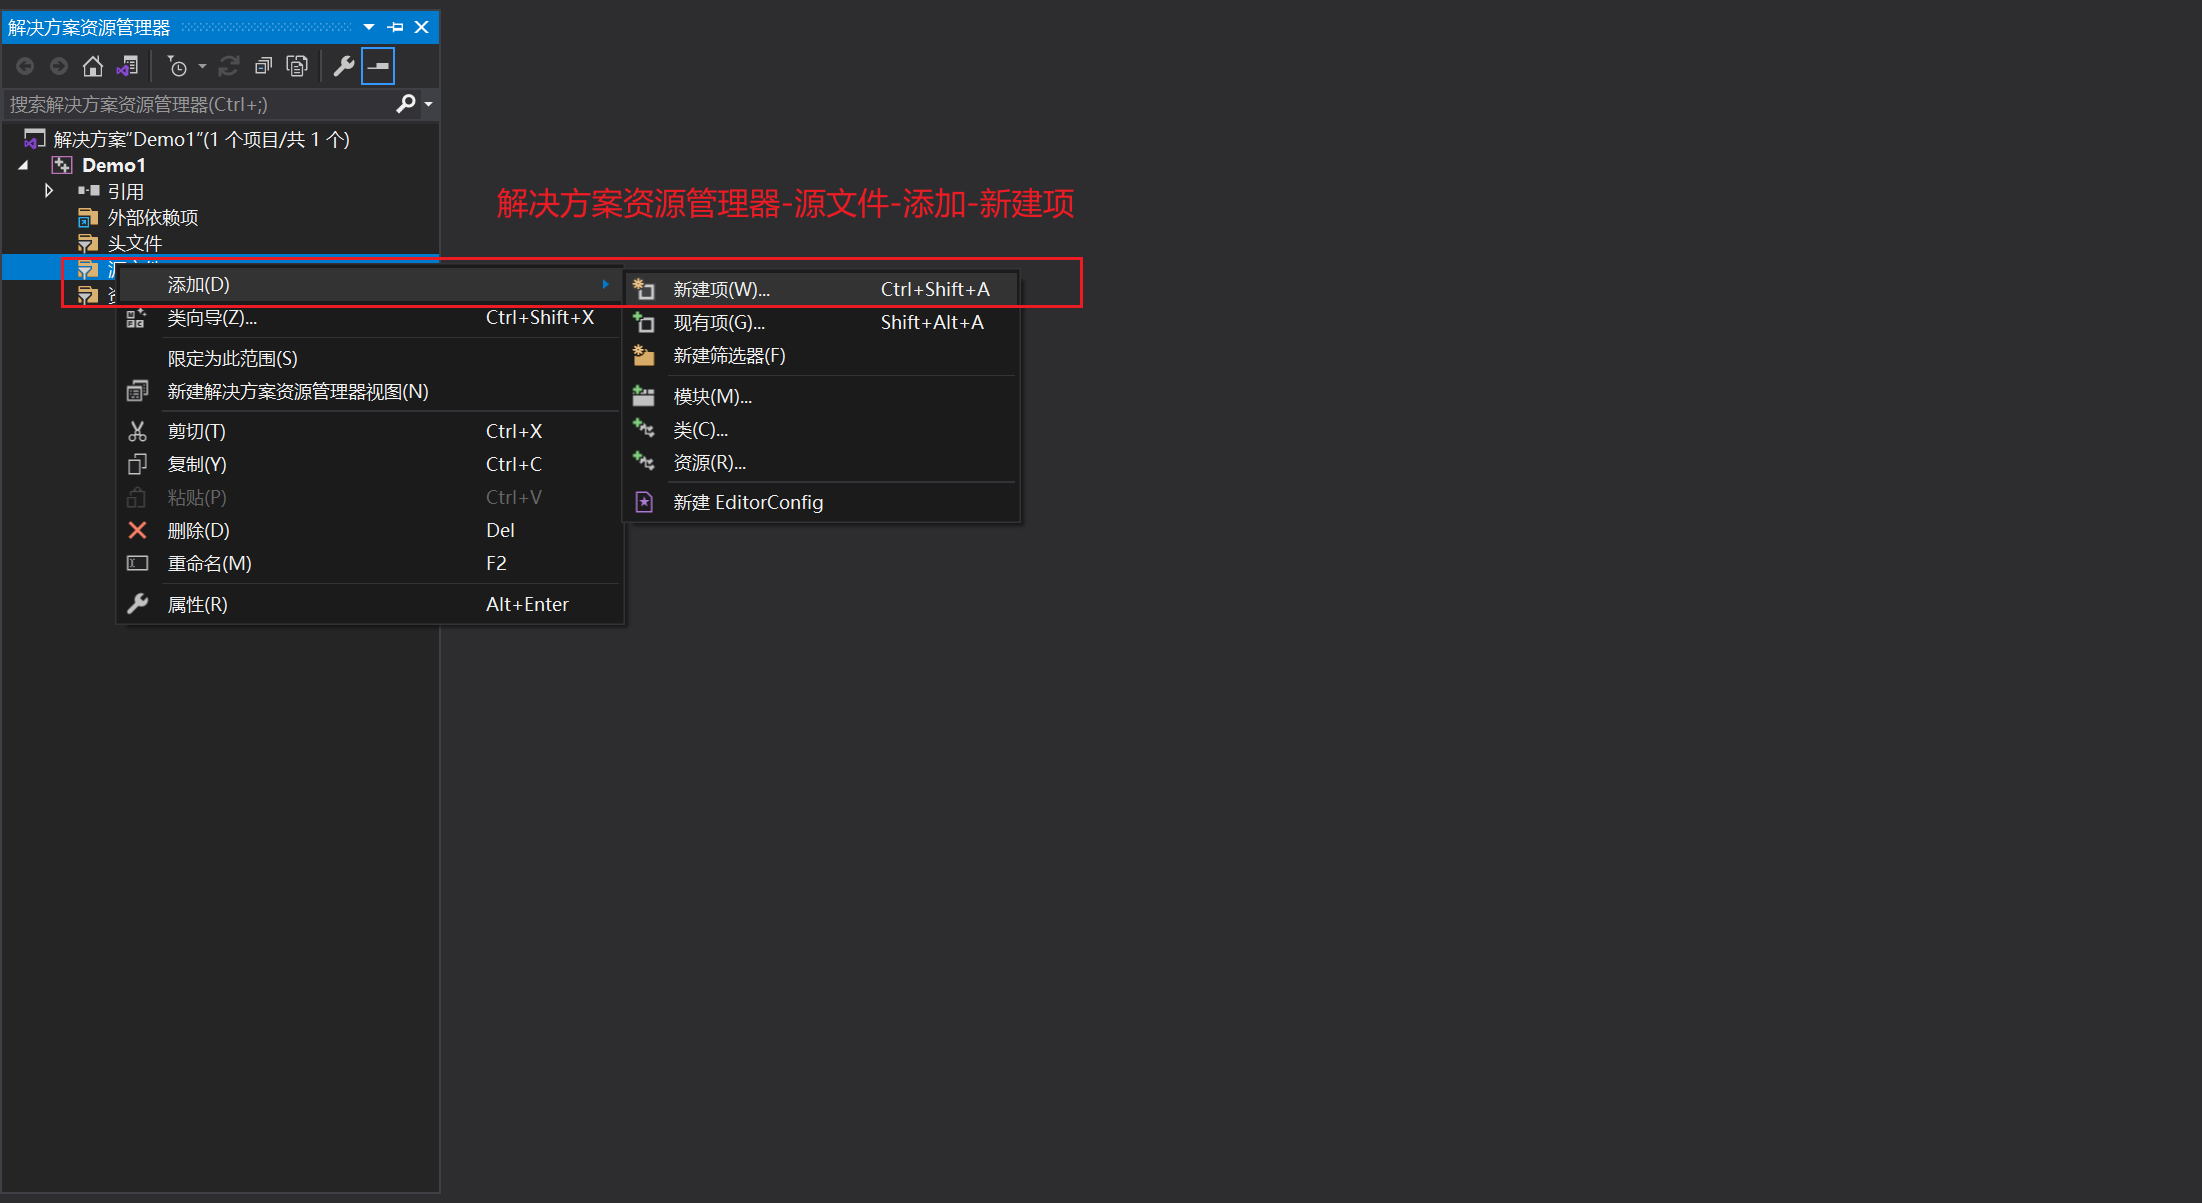 解决方案资源管理器
搜索解决方案资源管理器(Ctrl+;)
解决方案“Demo1”(1 个项目/共 1 个)
Demo1
引用
外部依赖项
头文件
解决方案资源管理器-源文件-添加-新建项
添加(D)
类向导(Z)... Ctrl+Shift+X
限定为此范围(S)
新建解决方案资源管理器视图(N)
剪切(T) Ctrl+X
复制(Y) Ctrl+C
粘贴(P) Ctrl+V
删除(D) Del
重命名(M) F2
属性(R) Alt+Enter
新建项(W)... Ctrl+Shift+A
现有项(G)... Shift+Alt+A
新建筛选器(F)
模块(M)...
类(C)...
资源(R)...
新建 EditorConfig